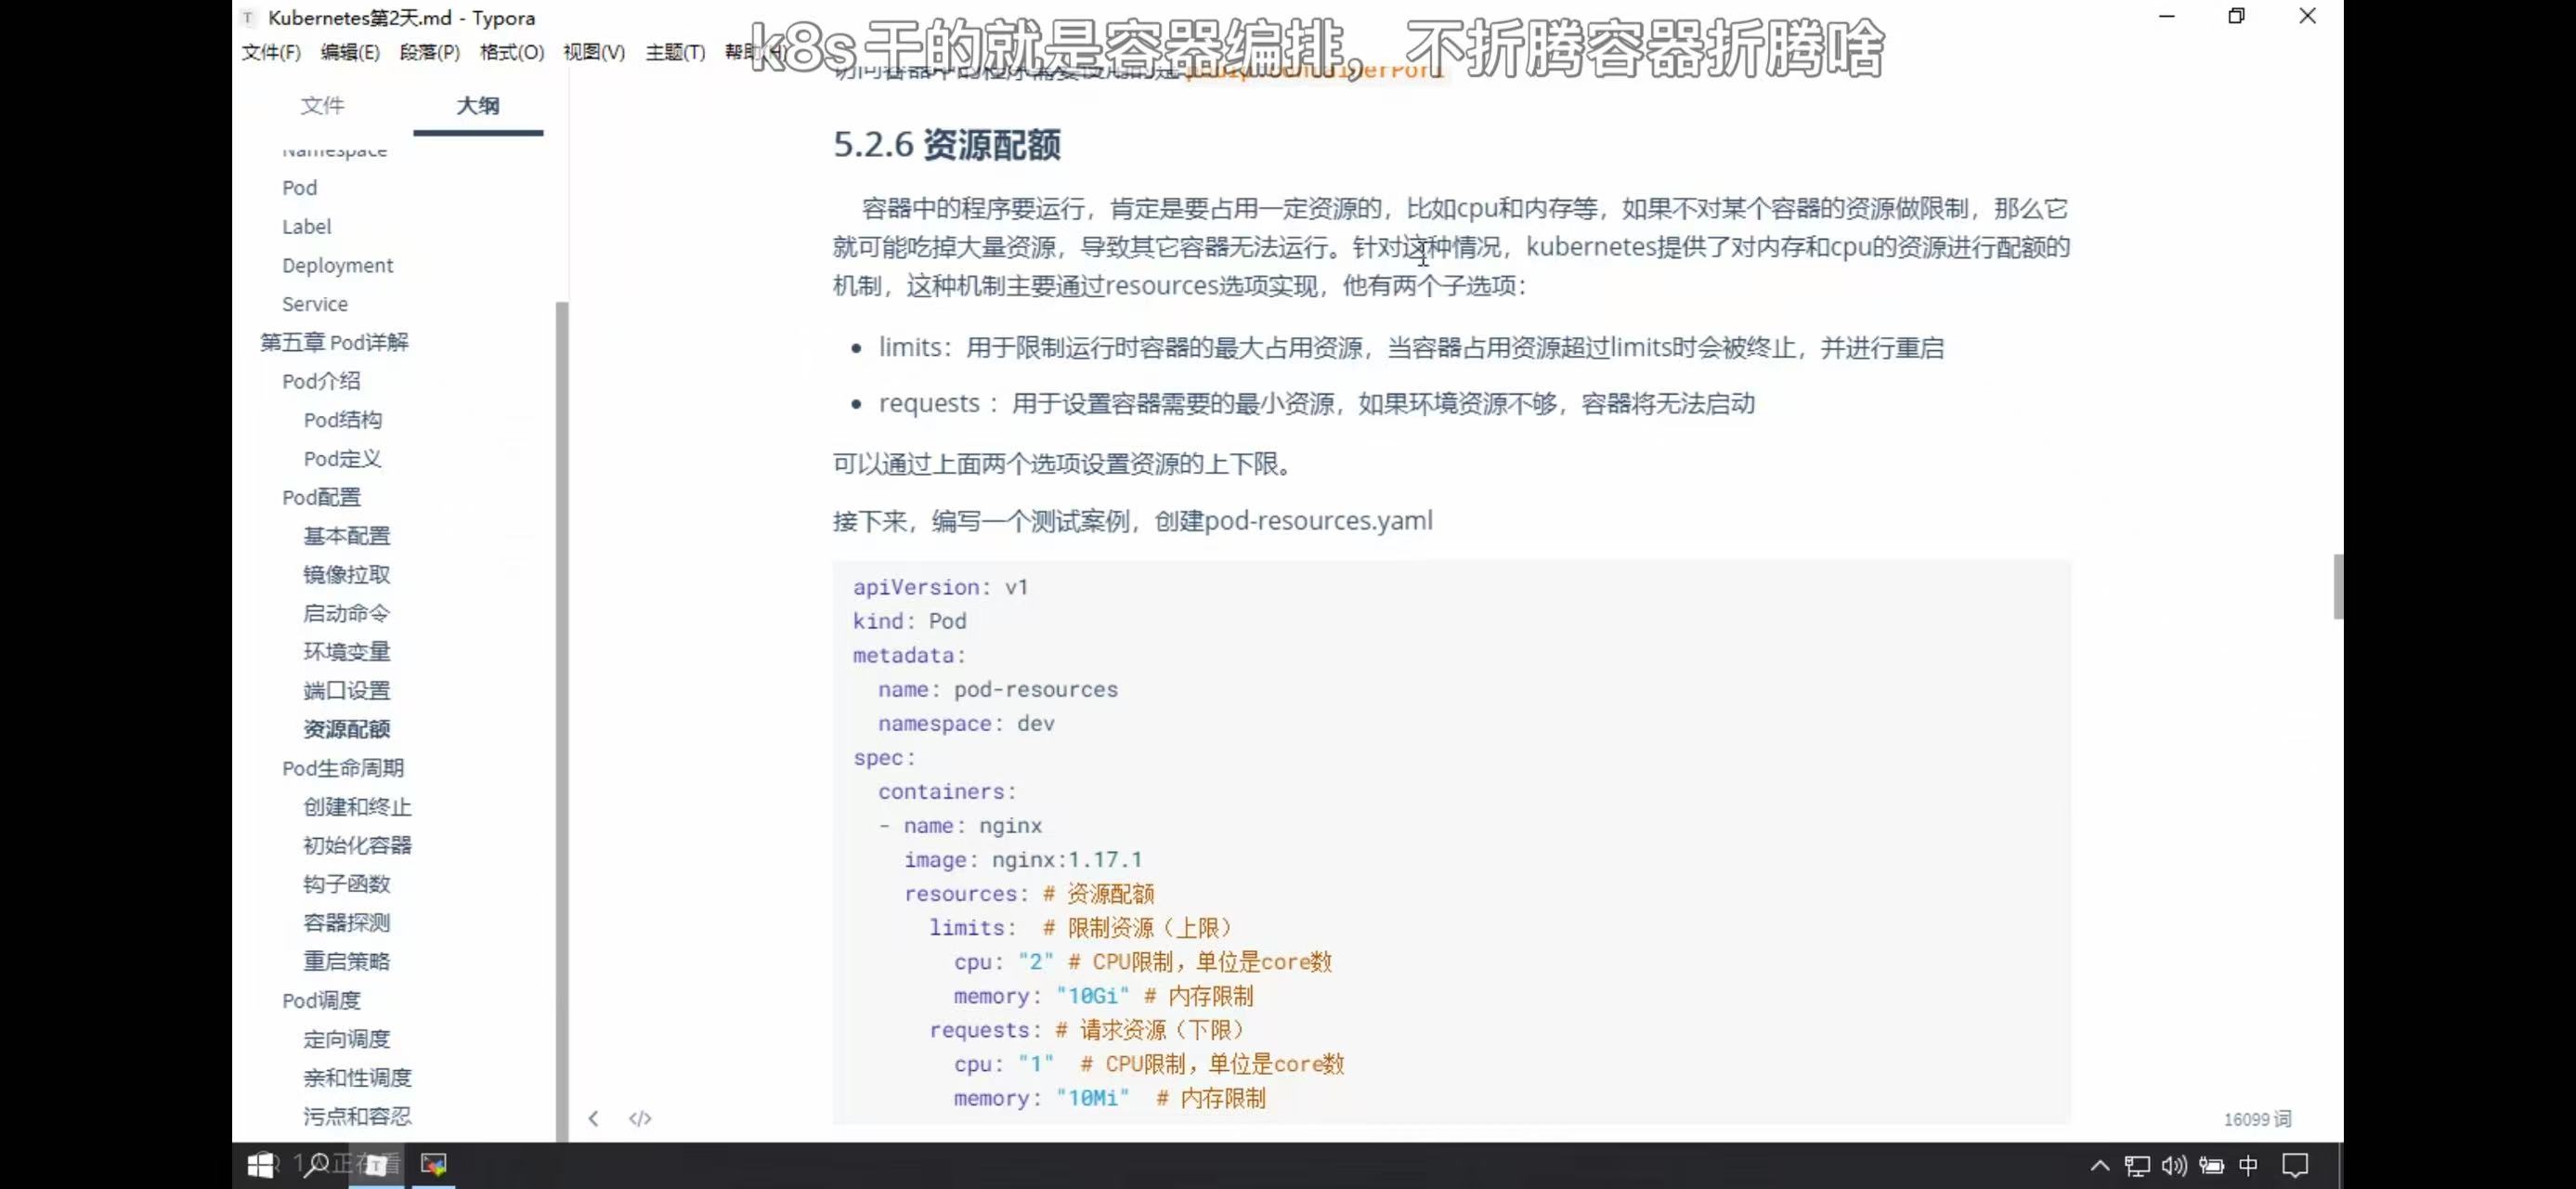 Kubernetes第2天.md - Typora
文件(F) 编辑(E) 段落(P) 格式(O) 视图(V) 主题(T) 帮助(H)
k8s干的就是容器编排，不折腾容器折腾啥
文件 大纲
Namespace
Pod
Label
Deployment
Service
第五章 Pod详解
Pod介绍
Pod结构
Pod定义
Pod配置
基本配置
镜像拉取
启动命令
环境变量
端口设置
资源配额
Pod生命周期
创建和终止
初始化容器
钩子函数
容器探测
重启策略
Pod调度
定向调度
亲和性调度
污点和容忍
5.2.6 资源配额
容器中的程序要运行，肯定是要占用一定资源的，比如cpu和内存等，如果不对某个容器的资源做限制，那么它
就可能吃掉大量资源，导致其它容器无法运行。针对这种情况，kubernetes提供了对内存和cpu的资源进行配额的
机制，这种机制主要通过resources选项实现，他有两个子选项：
limits：用于限制运行时容器的最大占用资源，当容器占用资源超过limits时会被终止，并进行重启
requests ：用于设置容器需要的最小资源，如果环境资源不够，容器将无法启动
可以通过上面两个选项设置资源的上下限。
接下来，编写一个测试案例，创建pod-resources.yaml
apiVersion: v1
kind: Pod
metadata:
  name: pod-resources
  namespace: dev
spec:
  containers:
  - name: nginx
    image: nginx:1.17.1
    resources: # 资源配额
      limits:  # 限制资源（上限）
        cpu: "2" # CPU限制，单位是core数
        memory: "10Gi" # 内存限制
      requests: # 请求资源（下限）
        cpu: "1"  # CPU限制，单位是core数
        memory: "10Mi"  # 内存限制
16099 词
中